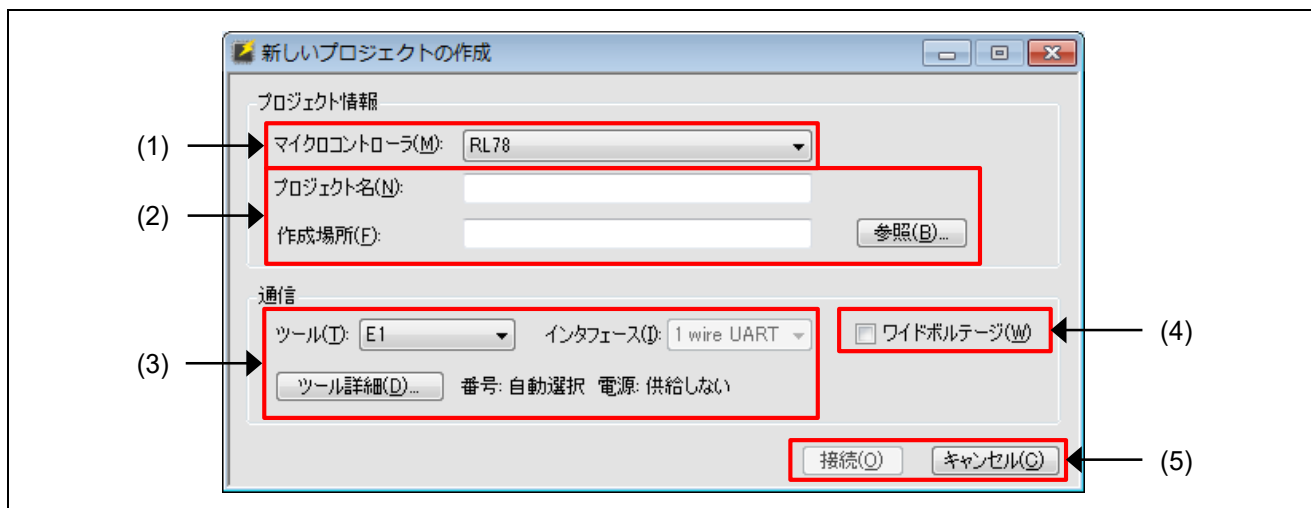 新しいプロジェクトの作成
プロジェクト情報
(1)
マイクロコントローラ(M): RL78
(2)
プロジェクト名(N):
作成場所(F): 参照(B)...
通信
(3)
ツール(T): E1 インタフェース(I): 1 wire UART
ワイドボルテージ(W)
(4)
ツール詳細(D)... 番号: 自動選択 電源: 供給しない
接続(O) キャンセル(C)
(5)